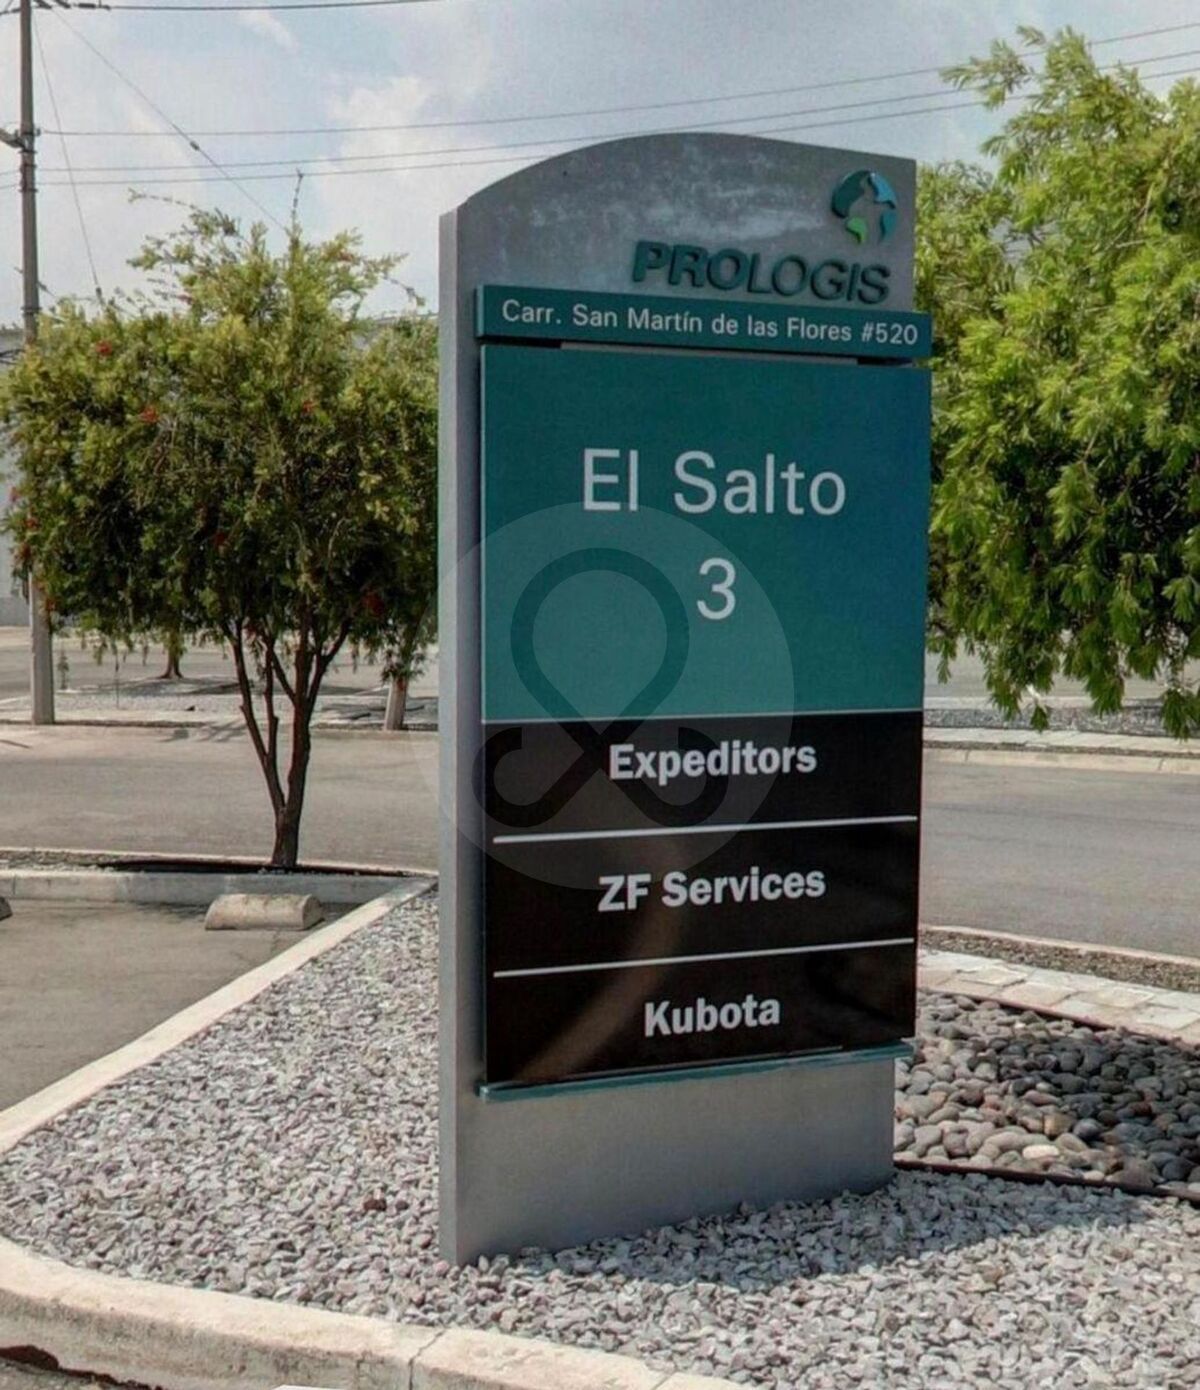 PROLOGIS
Carr. San Martín de las Flores #520
El Salto
3
Expeditors
ZF Services
Kubota